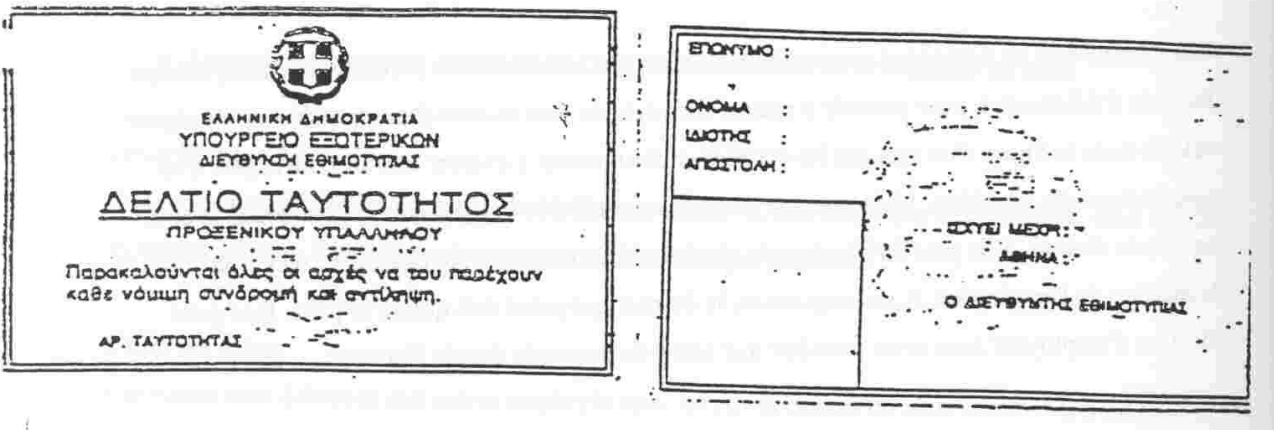 ΕΛΛΗΝΙΚΗ ΔΗΜΟΚΡΑΤΙΑ
ΥΠΟΥΡΓΕΙΟ ΕΞΩΤΕΡΙΚΩΝ
ΔΙΕΥΘΥΝΣΗ ΕΘΙΜΟΤΥΠΙΑΣ
ΔΕΛΤΙΟ ΤΑΥΤΟΤΗΤΟΣ
ΠΡΟΞΕΝΙΚΟΥ ΥΠΑΛΛΗΛΟΥ
Παρακαλούνται όλες οι αρχές να του παρέχουν
κάθε νόμιμη συνδρομή και αντίληψη.
ΑΡ. ΤΑΥΤΟΤΗΤΑΣ
ΕΠΟΝΥΜΟ :
ΟΝΟΜΑ :
ΙΔΙΟΤΗΣ :
ΑΠΟΣΤΟΛΗ :
ΙΣΧΥΕΙ ΜΕΧΡΙ :
ΑΘΗΝΑ :
Ο ΔΙΕΥΘΥΝΤΗΣ ΕΘΙΜΟΤΥΠΙΑΣ